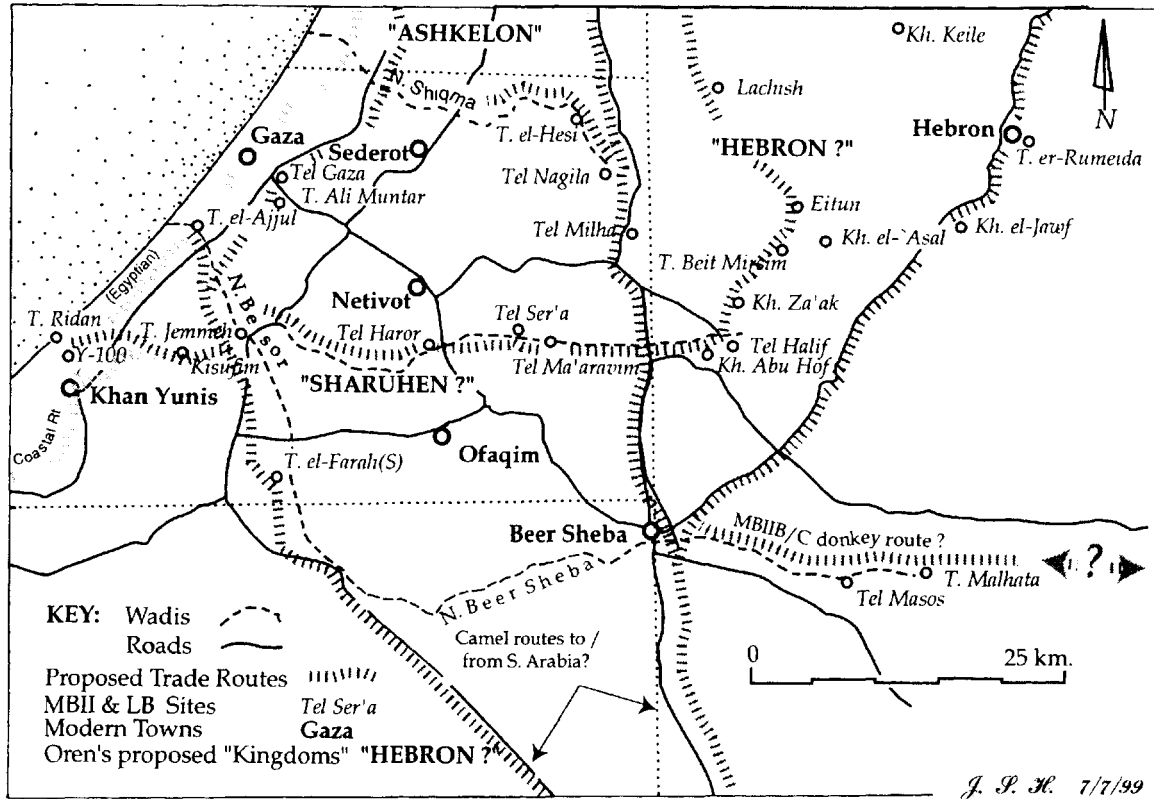 "ASHKELON"
Kh. Keile
N. Shiqma
Lachish
N
Gaza
Sederot
T. el-Hesi
"HEBRON ?"
Hebron
T. er-Rumeida
Tel Gaza
T. Ali Muntar
Tel Nagila
Eitun
T. el-Ajjul
Tel Milha
Kh. el-`Asal
Kh. el-Jawf
(Egyptian)
N. Besor
T. Beit Mirsim
Netivot
Kh. Za'ak
T. Ridan
T. Jemmeh
Tel Haror
Tel Ser'a
Y-100
Kisufim
Tel Ma'aravim
Tel Halif
Kh. Abu Hof
Khan Yunis
"SHARUHEN ?"
Coastal Rt
Ofaqim
T. el-Farah(S)
Beer Sheba
MBIIB/C donkey route ?
?
N. Beer Sheba
T. Malhata
Tel Masos
KEY: Wadis
Roads
Camel routes to /
from S. Arabia?
0 25 km.
Proposed Trade Routes
MBII & LB Sites Tel Ser'a
Modern Towns Gaza
Oren's proposed "Kingdoms" "HEBRON ?"
J. S. H. 7/7/99